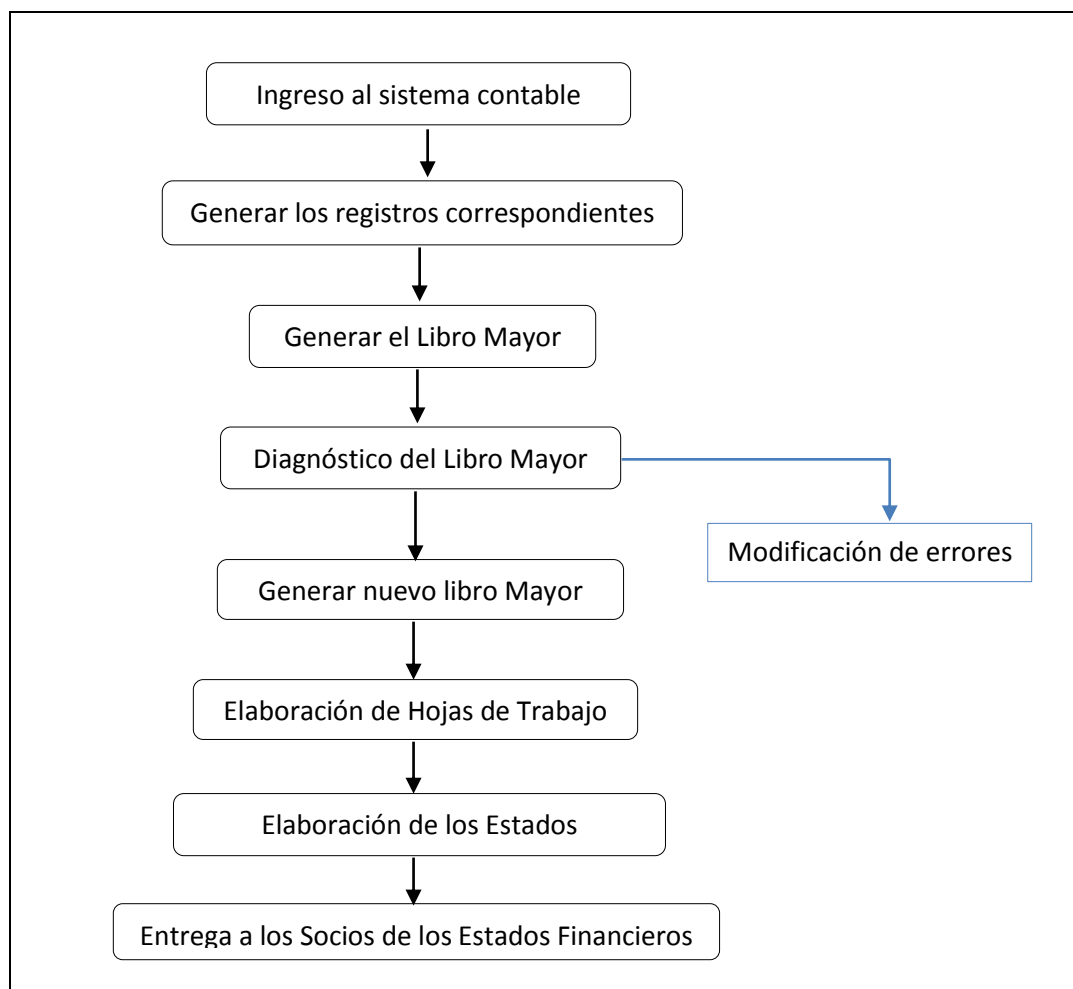 Ingreso al sistema contable
Generar los registros correspondientes
Generar el Libro Mayor
Diagnóstico del Libro Mayor
Modificación de errores
Generar nuevo libro Mayor
Elaboración de Hojas de Trabajo
Elaboración de los Estados
Entrega a los Socios de los Estados Financieros